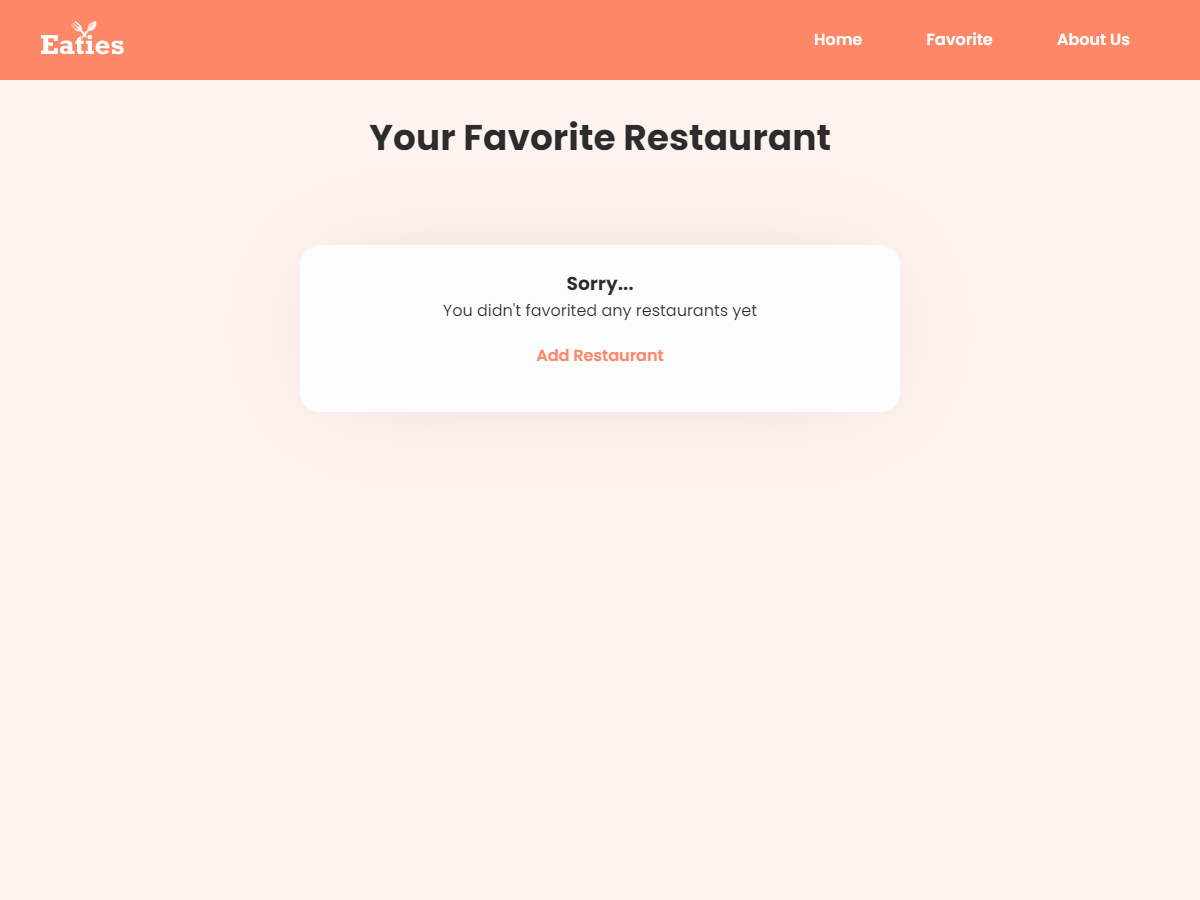 Eaties
Home Favorite About Us
Your Favorite Restaurant
Sorry...
You didn't favorited any restaurants yet
Add Restaurant